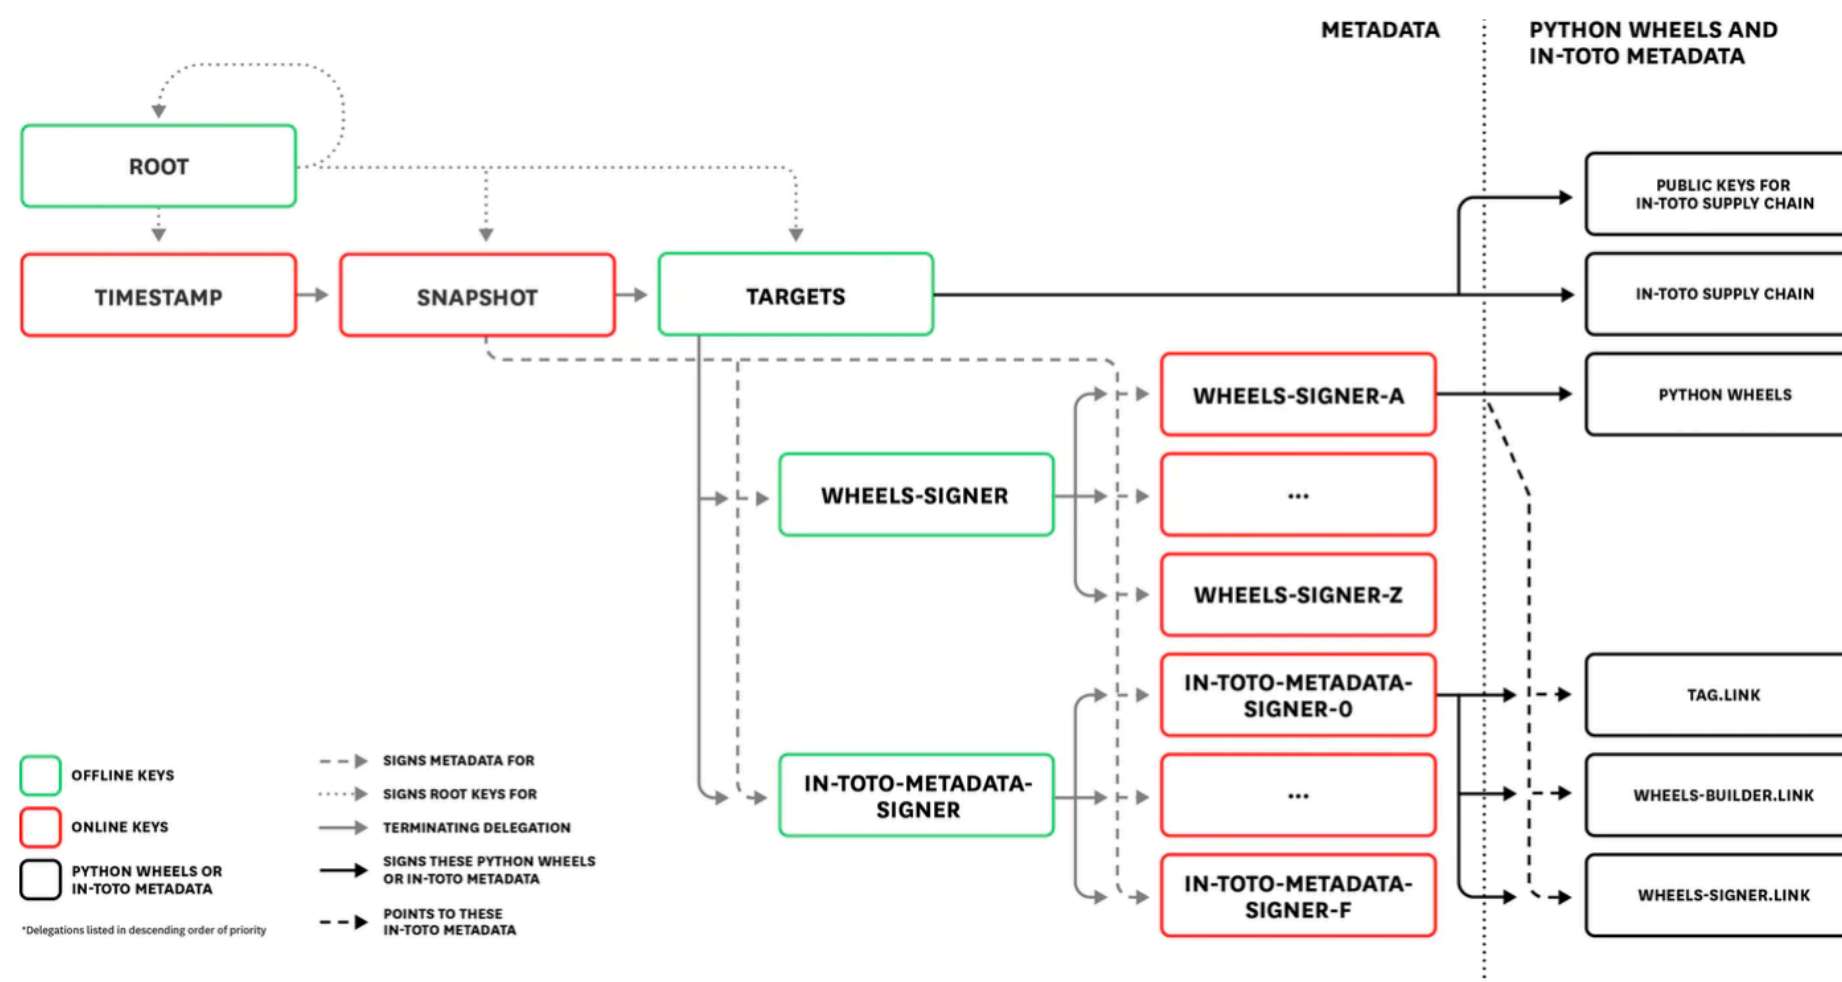 METADATA
PYTHON WHEELS AND
IN-TOTO METADATA
ROOT
PUBLIC KEYS FOR
IN-TOTO SUPPLY CHAIN
TIMESTAMP
SNAPSHOT
TARGETS
IN-TOTO SUPPLY CHAIN
WHEELS-SIGNER-A
PYTHON WHEELS
WHEELS-SIGNER
...
WHEELS-SIGNER-Z
IN-TOTO-METADATA-
SIGNER-0
TAG.LINK
IN-TOTO-METADATA-
SIGNER
...
WHEELS-BUILDER.LINK
IN-TOTO-METADATA-
SIGNER-F
WHEELS-SIGNER.LINK
OFFLINE KEYS
ONLINE KEYS
PYTHON WHEELS OR
IN-TOTO METADATA
*Delegations listed in descending order of priority
SIGNS METADATA FOR
SIGNS ROOT KEYS FOR
TERMINATING DELEGATION
SIGNS THESE PYTHON WHEELS
OR IN-TOTO METADATA
POINTS TO THESE
IN-TOTO METADATA